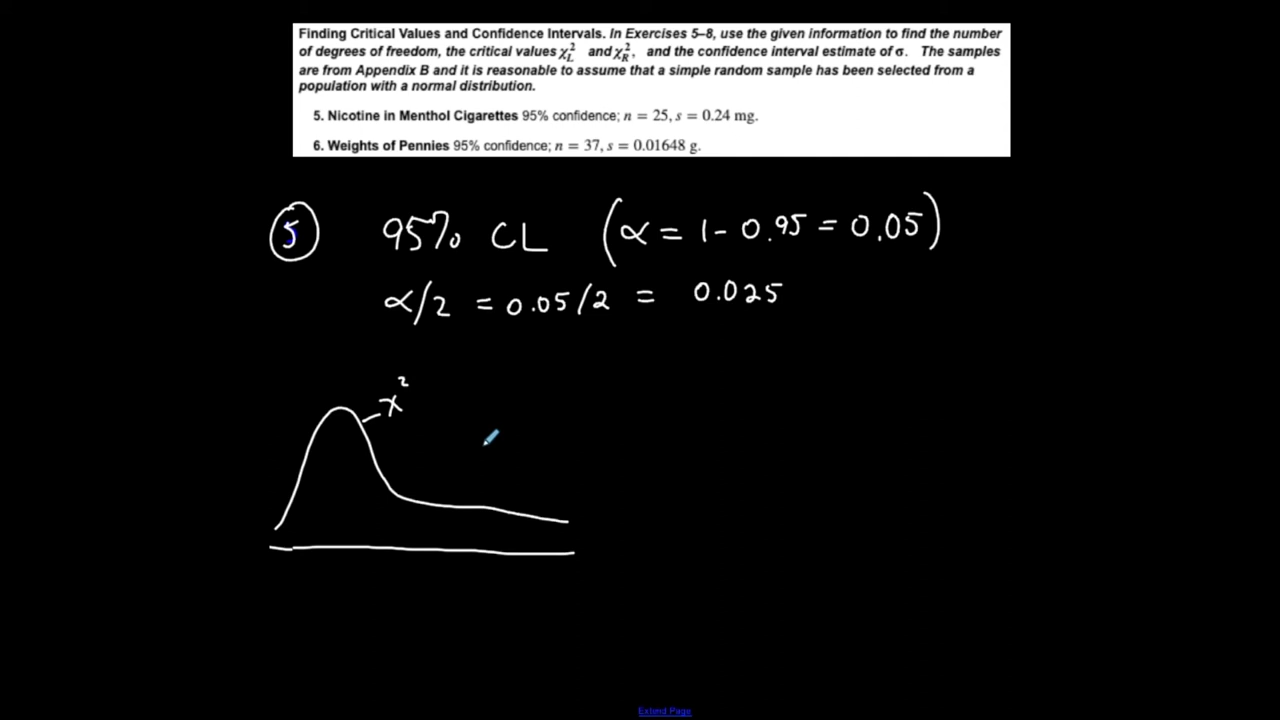 Finding Critical Values and Confidence Intervals. In Exercises 5–8, use the given information to find the number
of degrees of freedom, the critical values χ²L and χ²R, and the confidence interval estimate of σ. The samples
are from Appendix B and it is reasonable to assume that a simple random sample has been selected from a
population with a normal distribution.
5. Nicotine in Menthol Cigarettes 95% confidence; n = 25, s = 0.24 mg.
6. Weights of Pennies 95% confidence; n = 37, s = 0.01648 g.
5 95% CL (α = 1 - 0.95 = 0.05)
α/2 = 0.05/2 = 0.025
χ²
Extend Page